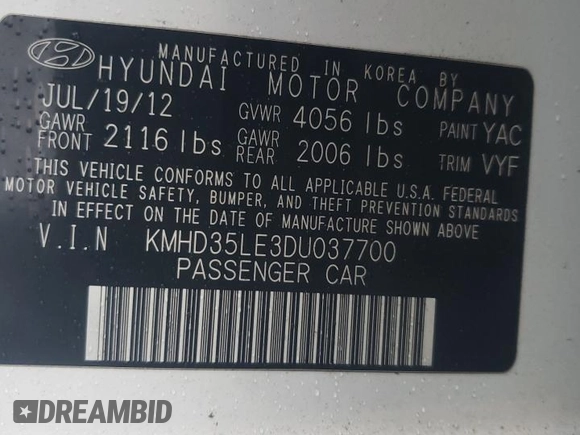 MANUFACTURED IN KOREA BY
HYUNDAI MOTOR COMPANY
JUL/19/12 GVWR 4056 lbs PAINT YAC
GAWR FRONT 2116 lbs GAWR REAR 2006 lbs TRIM VYF
THIS VEHICLE CONFORMS TO ALL APPLICABLE U.S.A. FEDERAL
MOTOR VEHICLE SAFETY, BUMPER, AND THEFT PREVENTION STANDARDS
IN EFFECT ON THE DATE OF MANUFACTURE SHOWN ABOVE.
V.I.N KMHD35LE3DU037700
PASSENGER CAR
DREAMBID